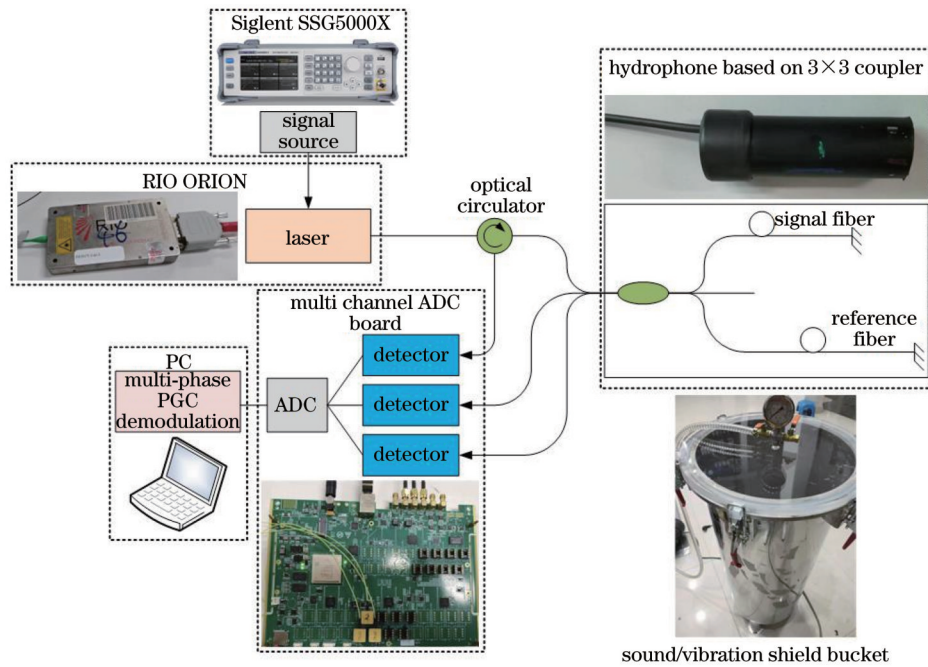 Siglent SSG5000X
signal
source
RIO ORION
laser
optical
circulator
hydrophone based on 3×3 coupler
signal fiber
reference
fiber
multi channel ADC
board
detector
detector
detector
ADC
PC
multi-phase
PGC
demodulation
sound/vibration shield bucket